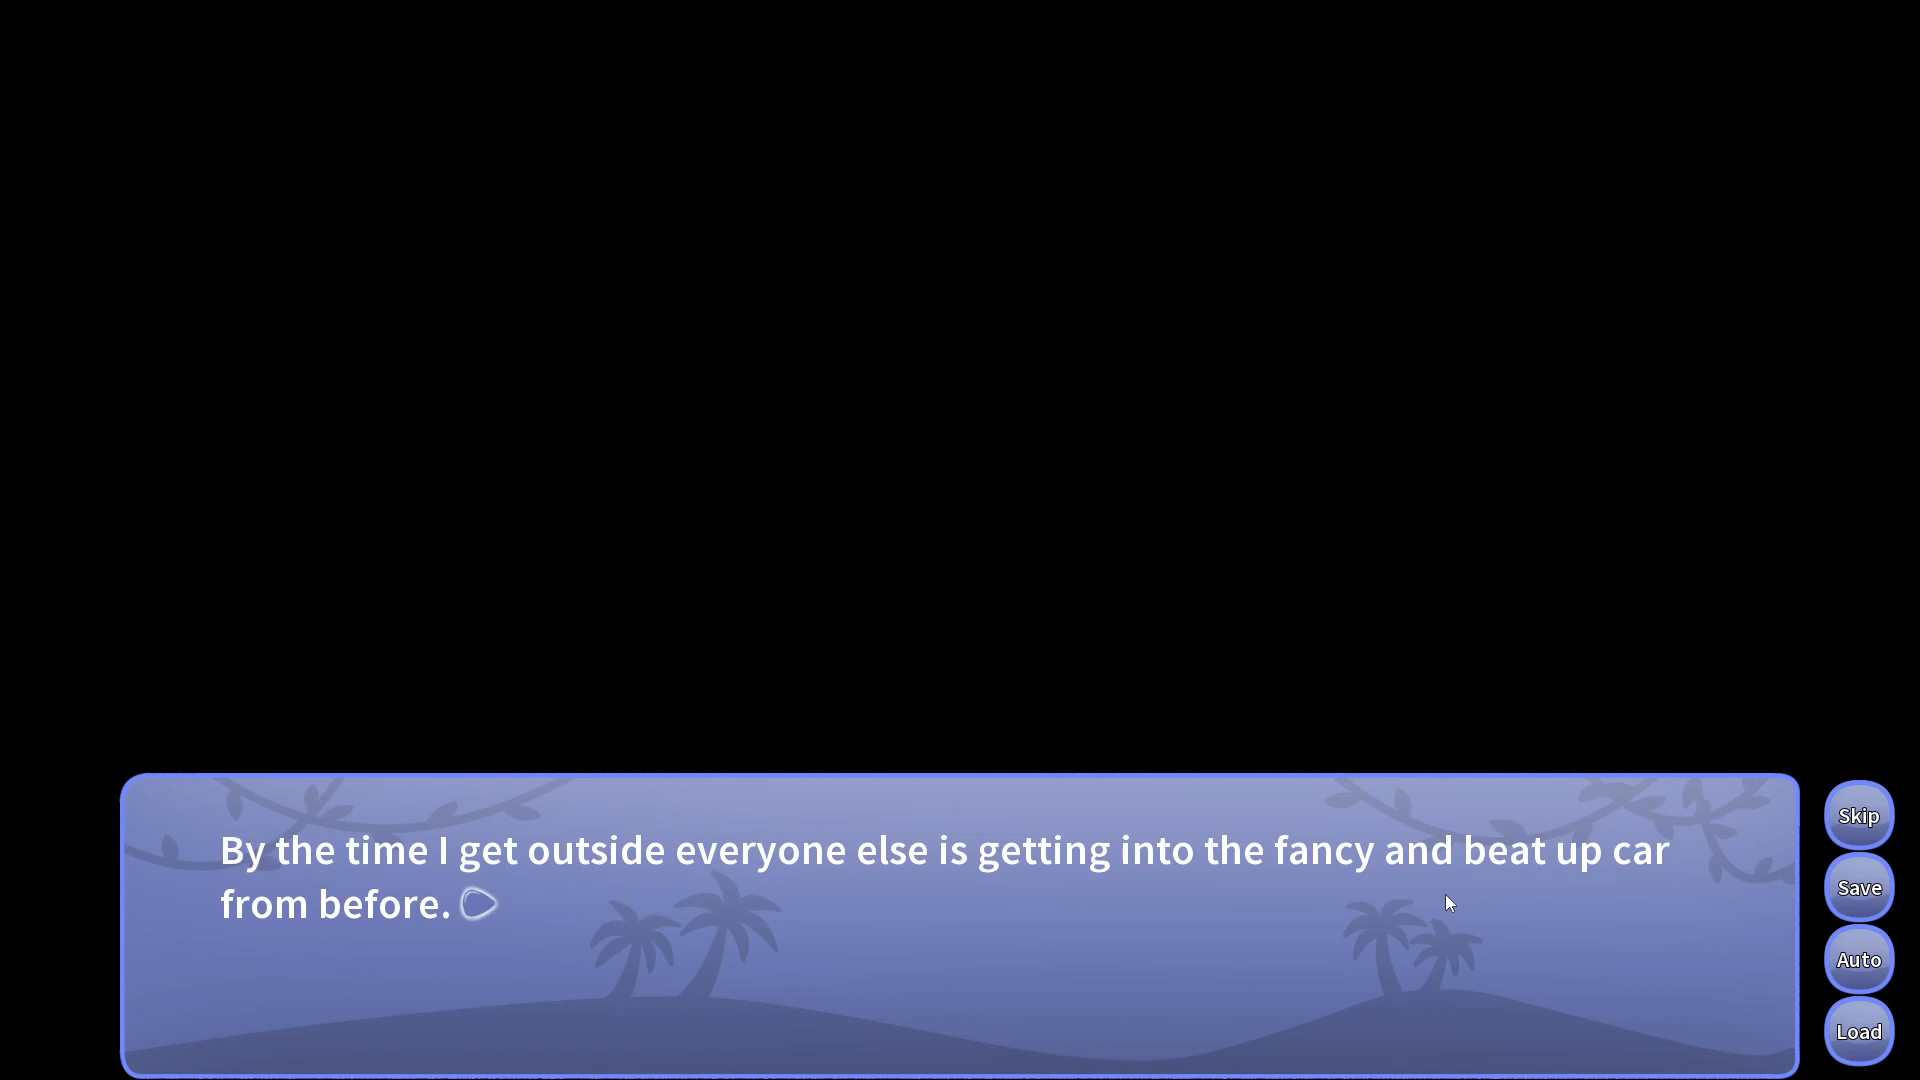 By the time I get outside everyone else is getting into the fancy and beat up car
from before.
Skip
Save
Auto
Load